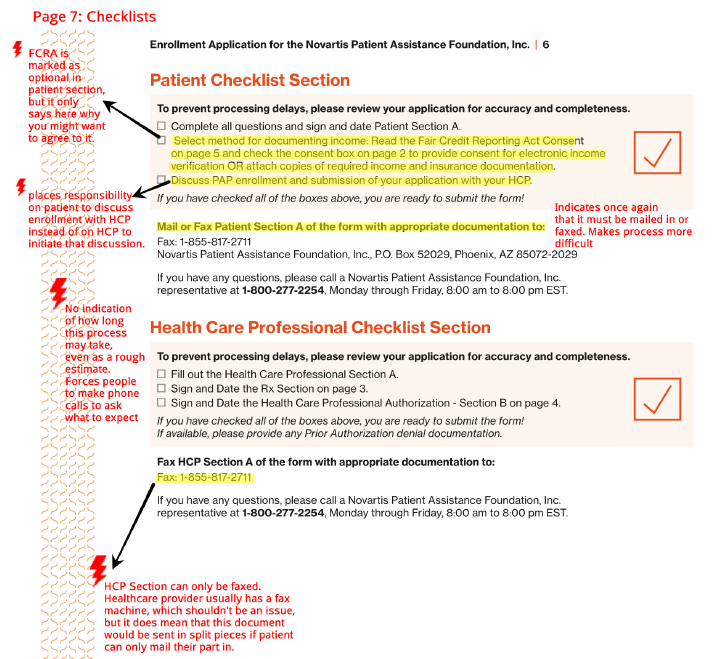 Page 7: Checklists
Enrollment Application for the Novartis Patient Assistance Foundation, Inc. | 6
FCRA is
marked as
optional in
patient section,
but it only
says here why
you might want
to agree to it.
Patient Checklist Section
To prevent processing delays, please review your application for accuracy and completeness.
Complete all questions and sign and date Patient Section A.
Select method for documenting income: Read the Fair Credit Reporting Act Consent
on page 5 and check the consent box on page 2 to provide consent for electronic income
verification OR attach copies of required income and insurance documentation.
Discuss PAP enrollment and submission of your application with your HCP.
If you have checked all of the boxes above, you are ready to submit the form!
places responsibility
on patient to discuss
enrollment with HCP
instead of on HCP to
initiate that discussion.
Indicates once again
that it must be mailed in or
faxed. Makes process more
difficult
Mail or Fax Patient Section A of the form with appropriate documentation to:
Fax: 1-855-817-2711
Novartis Patient Assistance Foundation, Inc., P.O. Box 52029, Phoenix, AZ 85072-2029
If you have any questions, please call a Novartis Patient Assistance Foundation, Inc.
representative at 1-800-277-2254, Monday through Friday, 8:00 am to 8:00 pm EST.
No indication
of how long
this process
may take,
even as a rough
estimate.
Forces people
to make phone
calls to ask
what to expect
Health Care Professional Checklist Section
To prevent processing delays, please review your application for accuracy and completeness.
Fill out the Health Care Professional Section A.
Sign and Date the Rx Section on page 3.
Sign and Date the Health Care Professional Authorization - Section B on page 4.
If you have checked all of the boxes above, you are ready to submit the form!
If available, please provide any Prior Authorization denial documentation.
Fax HCP Section A of the form with appropriate documentation to:
Fax: 1-855-817-2711
If you have any questions, please call a Novartis Patient Assistance Foundation, Inc.
representative at 1-800-277-2254, Monday through Friday, 8:00 am to 8:00 pm EST.
HCP Section can only be faxed.
Healthcare provider usually has a fax
machine, which shouldn't be an issue,
but it does mean that this document
would be sent in split pieces if patient
can only mail their part in.